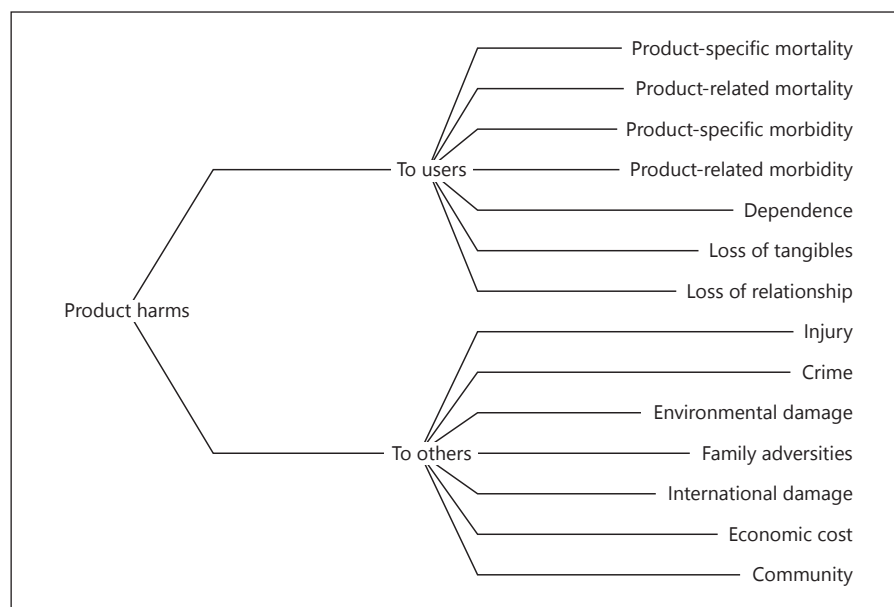 Product-specific mortality
Product-related mortality
Product-specific morbidity
To users
Product-related morbidity
Dependence
Loss of tangibles
Loss of relationship
Product harms
Injury
Crime
Environmental damage
To others
Family adversities
International damage
Economic cost
Community